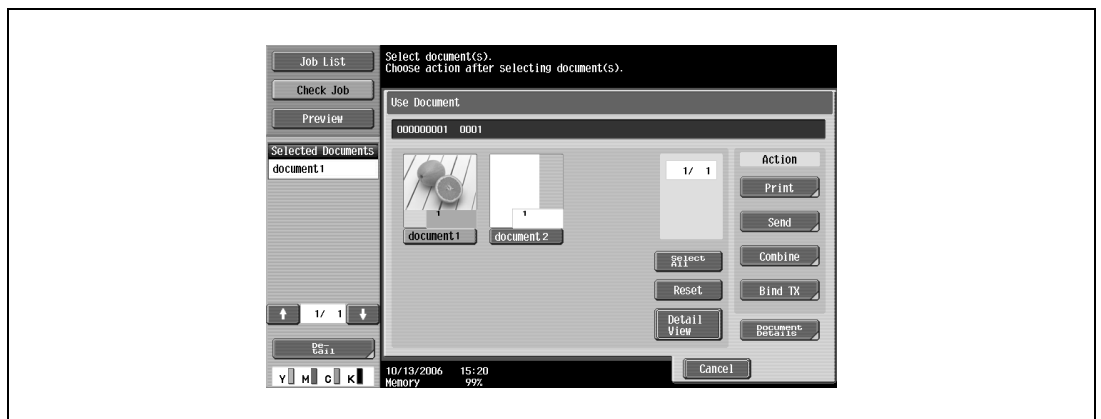 Job List
Check Job
Preview
Selected Documents
document1
1/ 1
De-
tail
Y M C K
Select document(s).
Choose action after selecting document(s).
Use Document
000000001 0001
1
document1
1
document2
1/ 1
Select
All
Reset
Detail
View
Action
Print
Send
Combine
Bind TX
Document
Details
Cancel
10/13/2006 15:20
Memory 99%